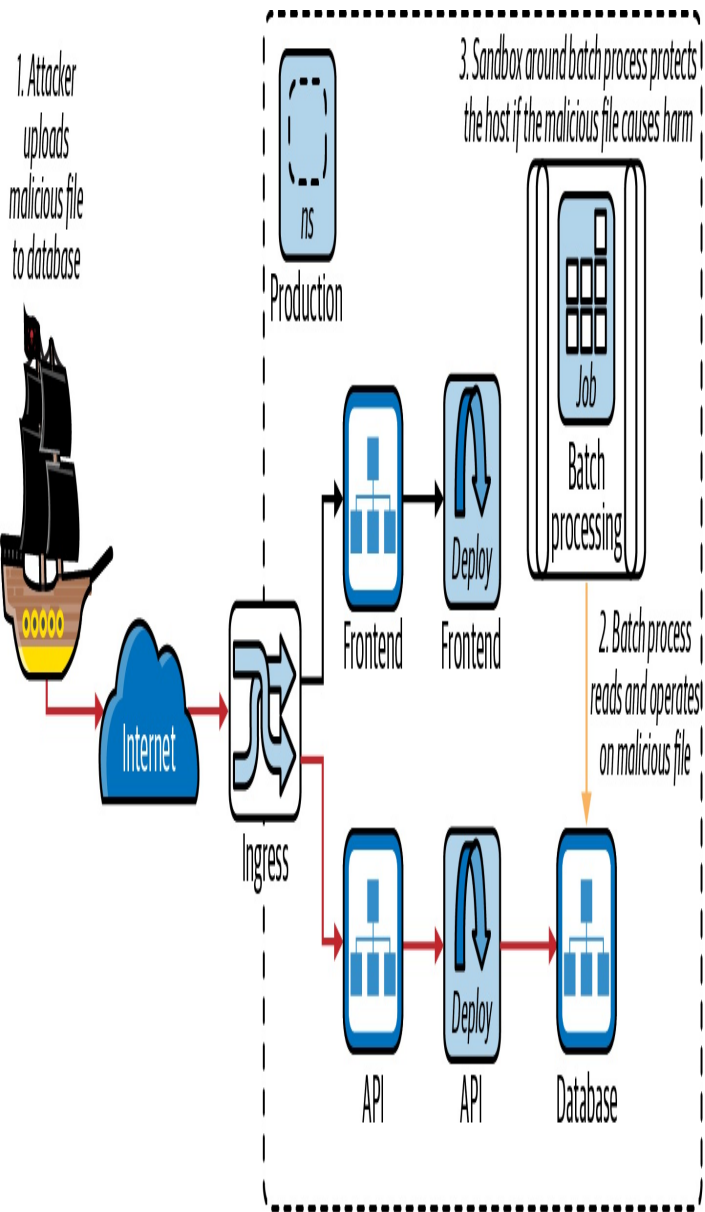 1. Attacker
uploads
malicious file
to database
3. Sandbox around batch process protects
the host if the malicious file causes harm
ns
Production
Job
Batch
processing
Deploy
Frontend
Frontend
2. Batch process
reads and operates
on malicious file
Internet
Ingress
Deploy
API
API
Database